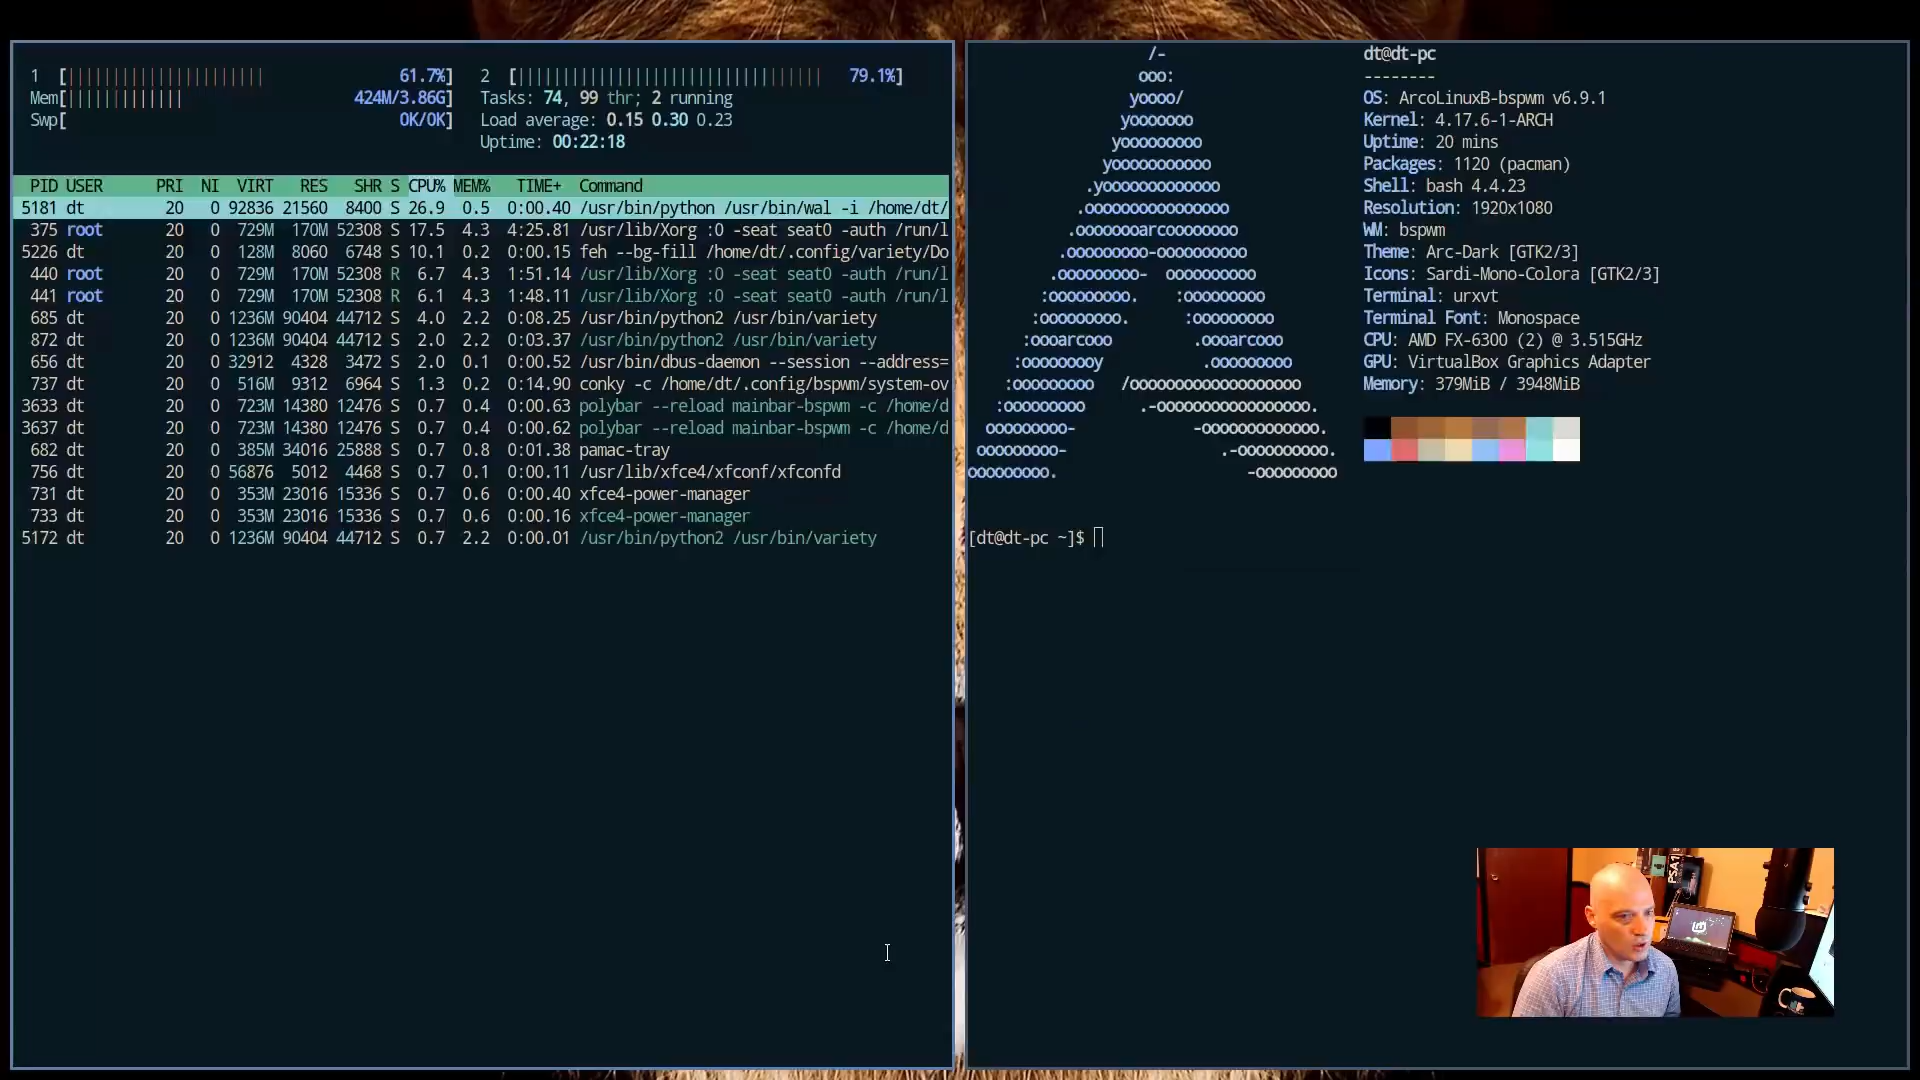 1 [||||||||||||||||||||||| 61.7%]
2 [|||||||||||||||||||||||||||||||||||| 79.1%]
Mem[||||||||||||| 424M/3.86G]
Tasks: 74, 99 thr; 2 running
Swp[ 0K/0K]
Load average: 0.15 0.30 0.23
Uptime: 00:22:18
PID USER PRI NI VIRT RES SHR S CPU% MEM% TIME+ Command
5181 dt 20 0 92836 21560 8400 S 26.9 0.5 0:00.40 /usr/bin/python /usr/bin/wal -i /home/dt/
375 root 20 0 729M 170M 52308 S 17.5 4.3 4:25.81 /usr/lib/Xorg :0 -seat seat0 -auth /run/l
5226 dt 20 0 128M 8060 6748 S 10.1 0.2 0:00.15 feh --bg-fill /home/dt/.config/variety/Do
440 root 20 0 729M 170M 52308 R 6.7 4.3 1:51.14 /usr/lib/Xorg :0 -seat seat0 -auth /run/l
441 root 20 0 729M 170M 52308 R 6.1 4.3 1:48.11 /usr/lib/Xorg :0 -seat seat0 -auth /run/l
685 dt 20 0 1236M 90404 44712 S 4.0 2.2 0:08.25 /usr/bin/python2 /usr/bin/variety
872 dt 20 0 1236M 90404 44712 S 2.0 2.2 0:03.37 /usr/bin/python2 /usr/bin/variety
656 dt 20 0 32912 4328 3472 S 2.0 0.1 0:00.52 /usr/bin/dbus-daemon --session --address=
737 dt 20 0 516M 9312 6964 S 1.3 0.2 0:14.90 conky -c /home/dt/.config/bspwm/system-ov
3633 dt 20 0 723M 14380 12476 S 0.7 0.4 0:00.63 polybar --reload mainbar-bspwm -c /home/d
3637 dt 20 0 723M 14380 12476 S 0.7 0.4 0:00.62 polybar --reload mainbar-bspwm -c /home/d
682 dt 20 0 385M 34016 25888 S 0.7 0.8 0:01.38 pamac-tray
756 dt 20 0 56876 5012 4468 S 0.7 0.1 0:00.11 /usr/lib/xfce4/xfconf/xfconfd
731 dt 20 0 353M 23016 15336 S 0.7 0.6 0:00.40 xfce4-power-manager
733 dt 20 0 353M 23016 15336 S 0.7 0.6 0:00.16 xfce4-power-manager
5172 dt 20 0 1236M 90404 44712 S 0.7 2.2 0:00.01 /usr/bin/python2 /usr/bin/variety
/-
ooo:
yoooo/
yooooooo
yooooooooo
yooooooooooo
.yooooooooooooo
.oooooooooooooooo
.oooooooarcooooooooo
.ooooooooo-oooooooooo
.ooooooooo- oooooooooo
:ooooooooo. :ooooooooo
:ooooooooo. :ooooooooo
:oooarcooo .oooarcooo
:ooooooooy .ooooooooo
:ooooooooo /ooooooooooooooooooo
:ooooooooo .-ooooooooooooooooo.
ooooooooo- -ooooooooooooo.
ooooooooo- .-oooooooooo.
ooooooooo. -ooooooooo
dt@dt-pc
--------
OS: ArcoLinuxB-bspwm v6.9.1
Kernel: 4.17.6-1-ARCH
Uptime: 20 mins
Packages: 1120 (pacman)
Shell: bash 4.4.23
Resolution: 1920x1080
WM: bspwm
Theme: Arc-Dark [GTK2/3]
Icons: Sardi-Mono-Colora [GTK2/3]
Terminal: urxvt
Terminal Font: Monospace
CPU: AMD FX-6300 (2) @ 3.515GHz
GPU: VirtualBox Graphics Adapter
Memory: 379MiB / 3948MiB
[dt@dt-pc ~]$
PSA1